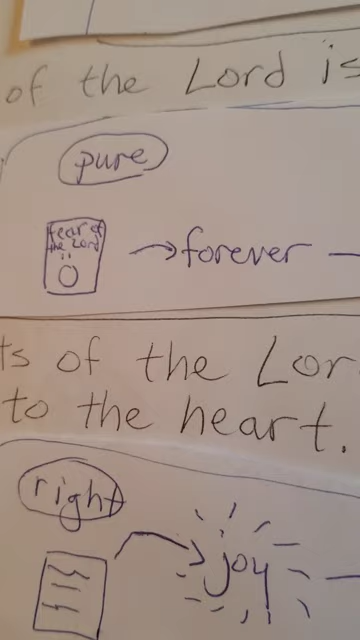 of the Lord is
pure
fear of
the Lord
→forever
ts of the Lor
to the heart.
right
joy